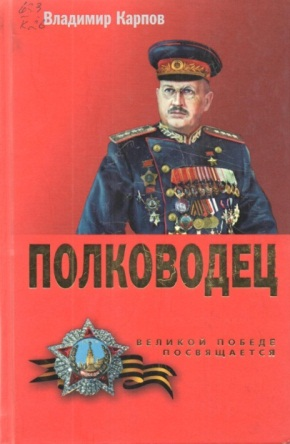 Владимир Карпов
ПОЛКОВОДЕЦ
ВЕЛИКОЙ ПОБЕДЕ
ПОСВЯЩАЕТСЯ